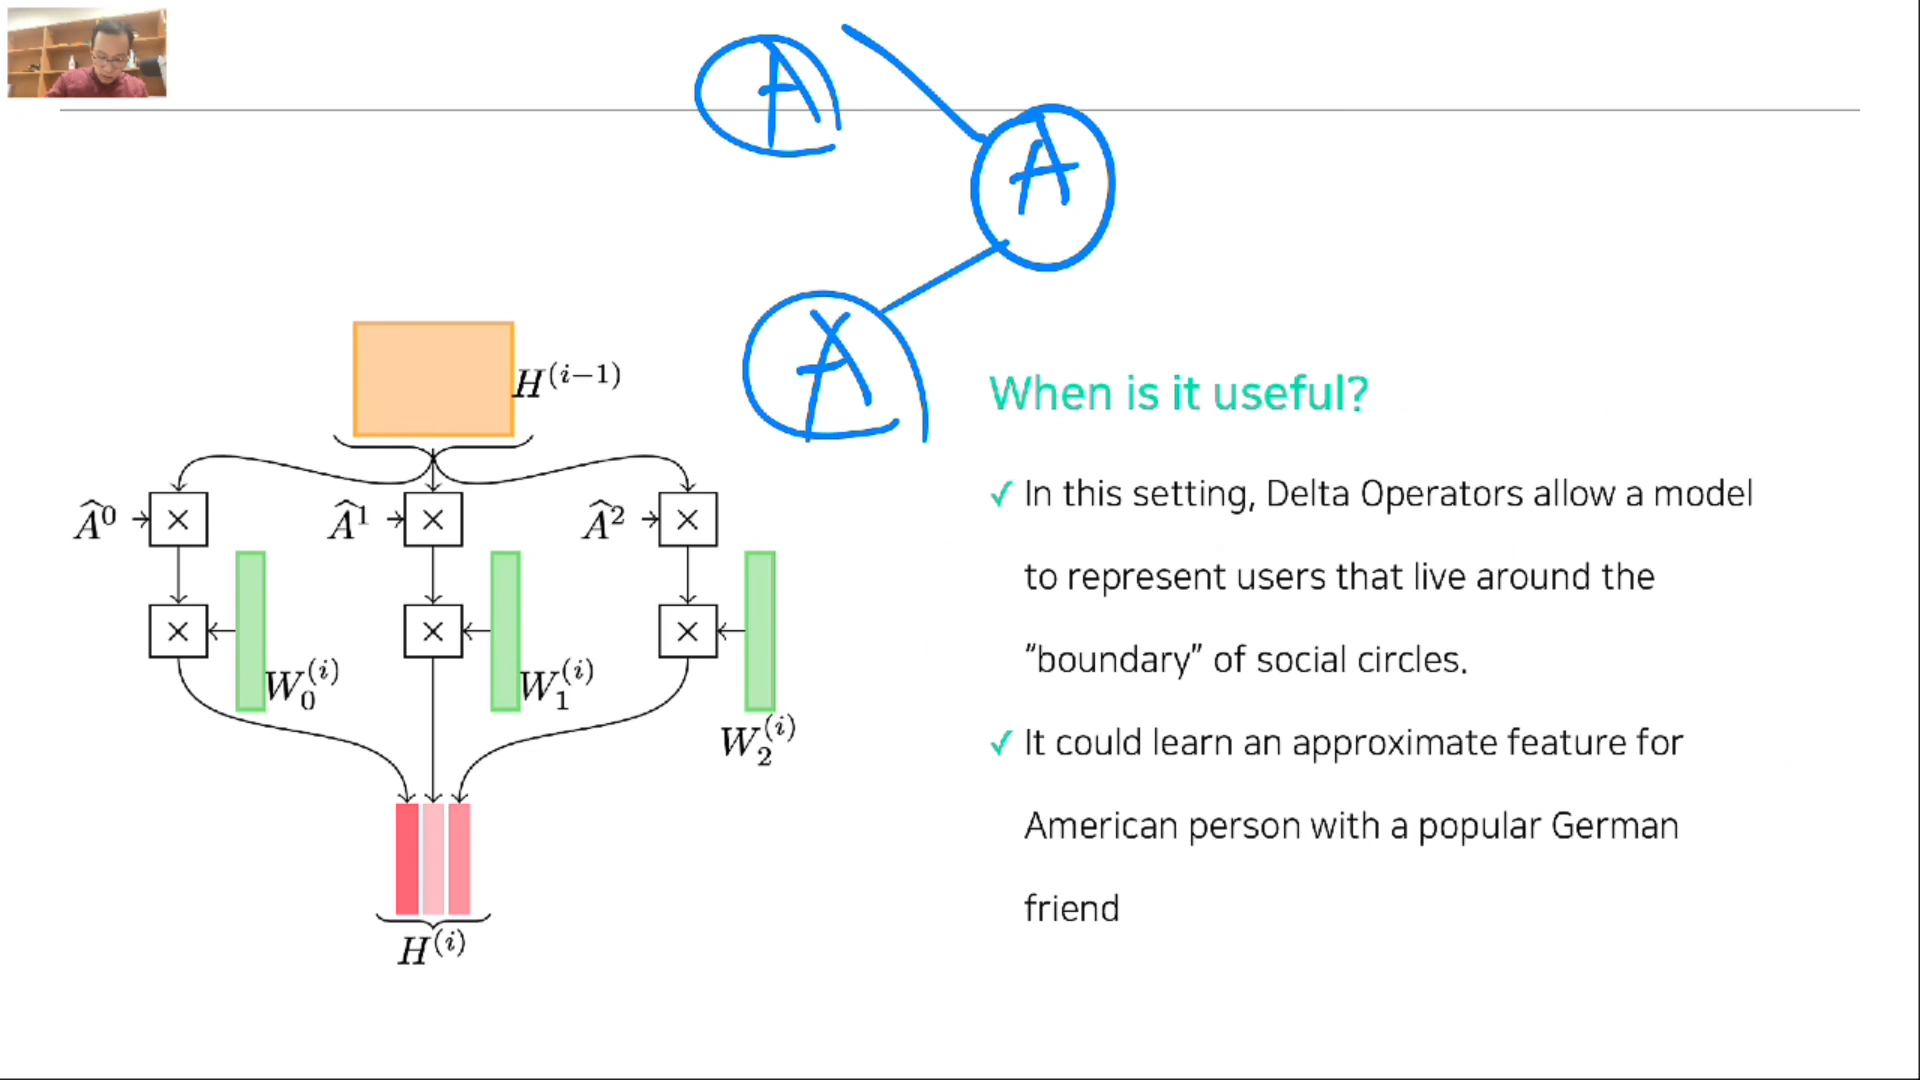 A
A
A
H^{(i-1)}
Â^0
Â^1
Â^2
×
×
×
×
×
×
W_0^{(i)}
W_1^{(i)}
W_2^{(i)}
H^{(i)}
When is it useful?
✓ In this setting, Delta Operators allow a model
to represent users that live around the
“boundary” of social circles.
✓ It could learn an approximate feature for
American person with a popular German
friend